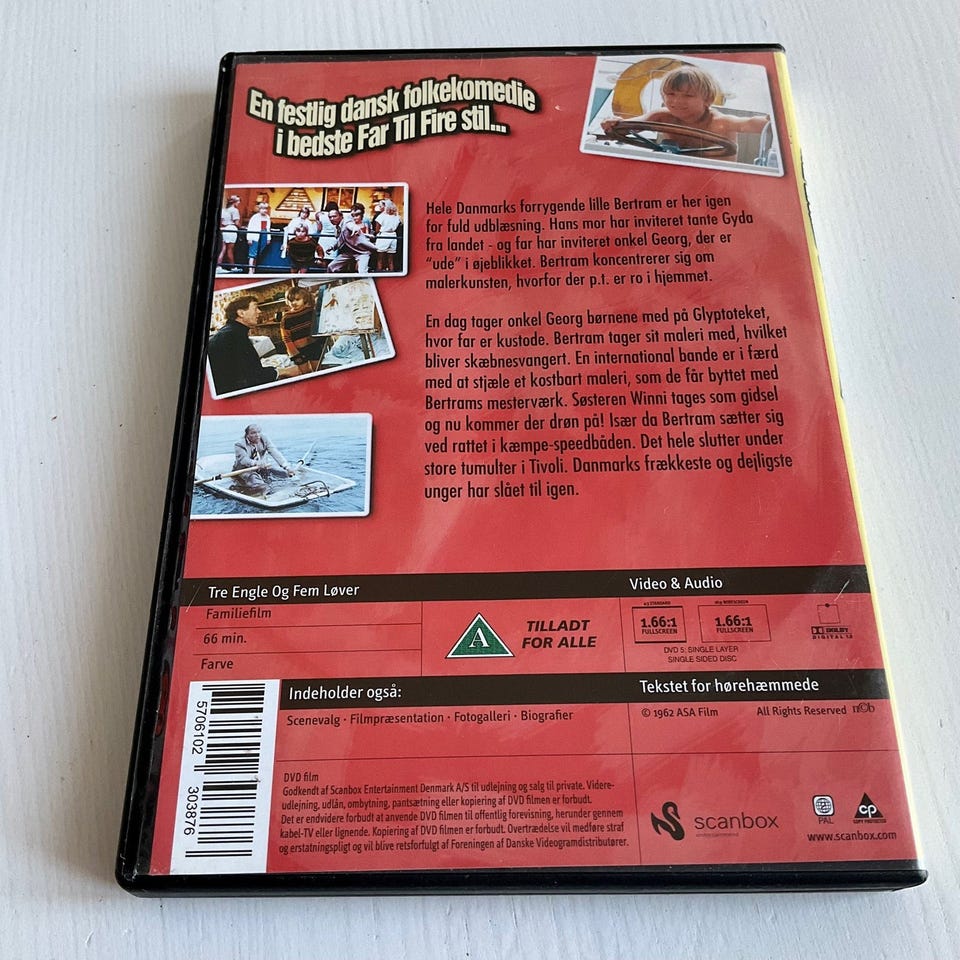 En festlig dansk folkekomedie
i bedste Far Til Fire stil...
Hele Danmarks forrygende lille Bertram er her igen
for fuld udblæsning. Hans mor har inviteret tante Gyda
fra landet - og far har inviteret onkel Georg, der er
"ude" i øjeblikket. Bertram koncentrerer sig om
malerkunsten, hvorfor der p.t. er ro i hjemmet.
En dag tager onkel Georg børnene med på Glyptoteket,
hvor far er kustode. Bertram tager sit maleri med, hvilket
bliver skæbnesvangert. En international bande er i færd
med at stjæle et kostbart maleri, som de får byttet med
Bertrams mesterværk. Søsteren Winni tages som gidsel
og nu kommer der drøn på! Især da Bertram sætter sig
ved rattet i kæmpe-speedbåden. Det hele slutter under
store tumulter i Tivoli. Danmarks frækkeste og dejligste
unger har slået til igen.
Tre Engle Og Fem Løver
Video & Audio
Familiefilm
66 min.
Farve
A
TILLADT
FOR ALLE
4:3 STANDARD
1.66:1
FULLSCREEN
16:9 WIDESCREEN
1.66:1
FULLSCREEN
DVD 5: SINGLE LAYER
SINGLE SIDED DISC
DOLBY
DIGITAL
Indeholder også:
Tekstet for hørehæmmede
Scenevalg · Filmpræsentation · Fotogalleri · Biografier
© 1962 ASA Film
All Rights Reserved
n©b
DVD film
Godkendt af Scanbox Entertainment Denmark A/S til udlejning og salg til private. Videre-
udlejning, udlån, ombytning, pantsætning eller kopiering af DVD filmen er forbudt.
Det er endvidere forbudt at anvende DVD filmen til offentlig forevisning, herunder gennem
kabel-TV eller lignende. Kopiering af DVD filmen er forbudt. Overtrædelse vil medføre straf
og erstatningspligt og vil blive retsforfulgt af Foreningen af Danske Videogramdistributører.
scanbox
entertainment
PAL
cp
COPY PROTECTED
www.scanbox.com
5706102 303876